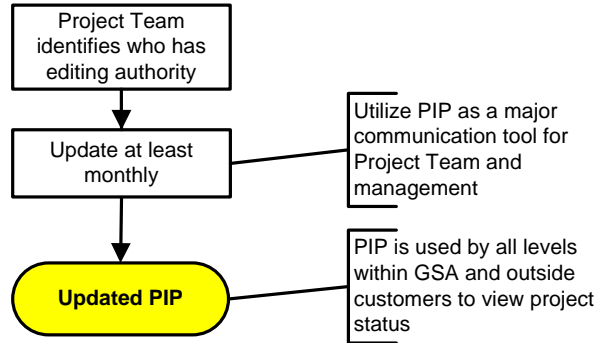 Project Team
identifies who has
editing authority
Update at least
monthly
Utilize PIP as a major
communication tool for
Project Team and
management
Updated PIP
PIP is used by all levels
within GSA and outside
customers to view project
status